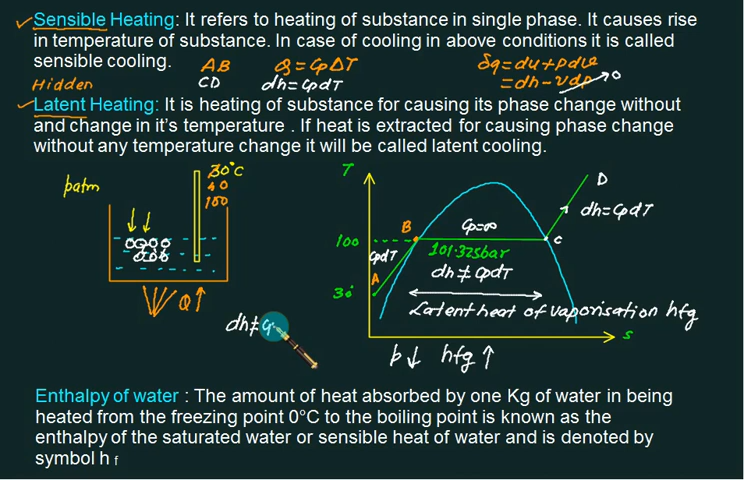 Sensible Heating: It refers to heating of substance in single phase. It causes rise
in temperature of substance. In case of cooling in above conditions it is called
sensible cooling.
AB Q = CpΔT δq = du + pdv
Hidden CD dh = CpdT = dh - vdp 0
Latent Heating: It is heating of substance for causing its phase change without
and change in it's temperature . If heat is extracted for causing phase change
without any temperature change it will be called latent cooling.
patm
30°C
40
100
Q
T
D
dh = CpdT
B
Cp=∞
100
C
101.325bar
CpdT
dh ≠ CpdT
A
30
Latent heat of vaporisation hfg
S
dh ≠ C
p↓ hfg ↑
Enthalpy of water : The amount of heat absorbed by one Kg of water in being
heated from the freezing point 0°C to the boiling point is known as the
enthalpy of the saturated water or sensible heat of water and is denoted by
symbol h f